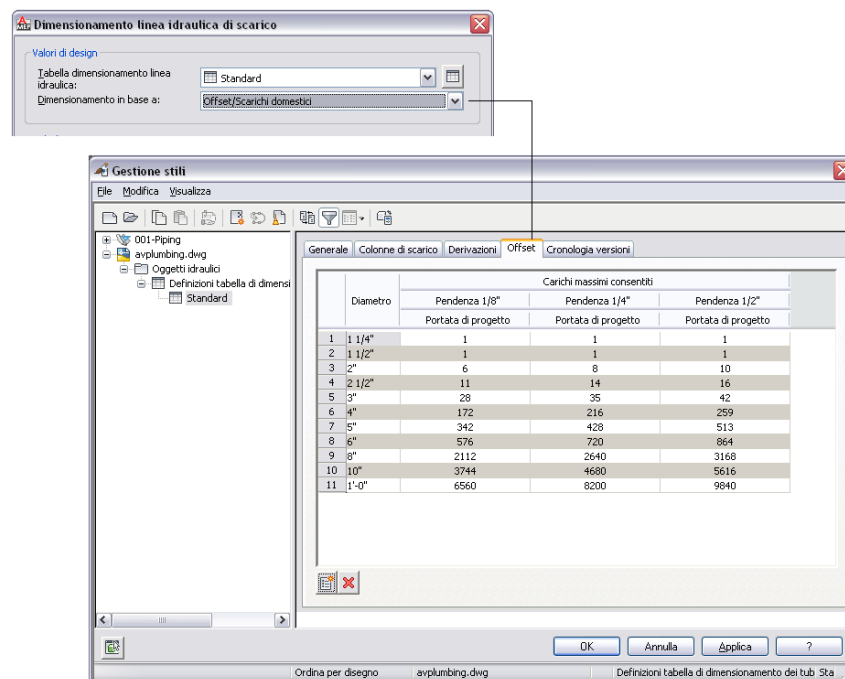 Dimensionamento linea idraulica di scarico
Valori di design
Tabella dimensionamento linea
idraulica:
Standard
Dimensionamento in base a:
Offset/Scarichi domestici
Gestione stili
File Modifica Visualizza
001-Piping
avplumbing.dwg
Oggetti idraulici
Definizioni tabella di dimensi
Standard
Generale Colonne di scarico Derivazioni Offset Cronologia versioni
Carichi massimi consentiti
Diametro Pendenza 1/8" Pendenza 1/4" Pendenza 1/2"
Portata di progetto Portata di progetto Portata di progetto
1 1 1/4" 1 1 1
2 1 1/2" 1 1 1
3 2" 6 8 10
4 2 1/2" 11 14 16
5 3" 28 35 42
6 4" 172 216 259
7 5" 342 428 513
8 6" 576 720 864
9 8" 2112 2640 3168
10 10" 3744 4680 5616
11 1'-0" 6560 8200 9840
OK Annulla Applica ?
Ordina per disegno avplumbing.dwg Definizioni tabella di dimensionamento dei tub Sta